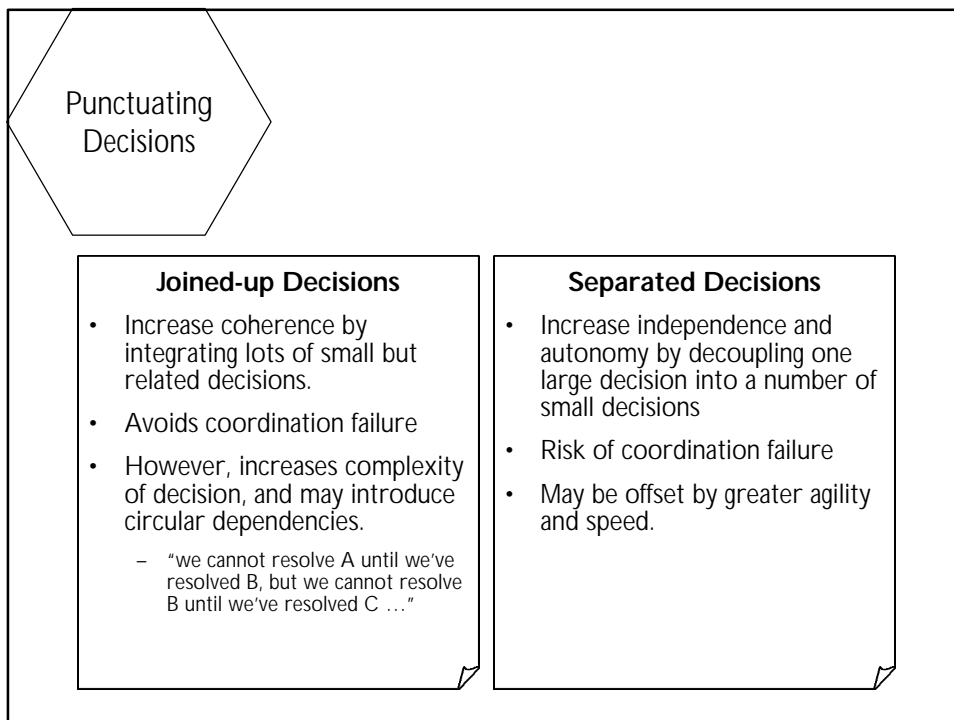 Punctuating
Decisions
Joined-up Decisions
• Increase coherence by
integrating lots of small but
related decisions.
• Avoids coordination failure
• However, increases complexity
of decision, and may introduce
circular dependencies.
– “we cannot resolve A until we’ve
resolved B, but we cannot resolve
B until we’ve resolved C …”
Separated Decisions
• Increase independence and
autonomy by decoupling one
large decision into a number of
small decisions
• Risk of coordination failure
• May be offset by greater agility
and speed.